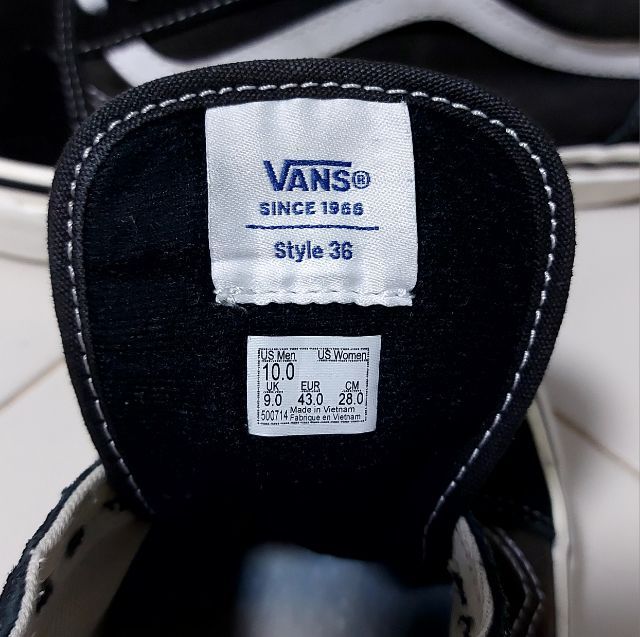 VANS®
SINCE 1966
Style 36
US Men US Women
10.0
UK EUR CM
9.0 43.0 28.0
500714 Made in Vietnam
Fabrique en Vietnam